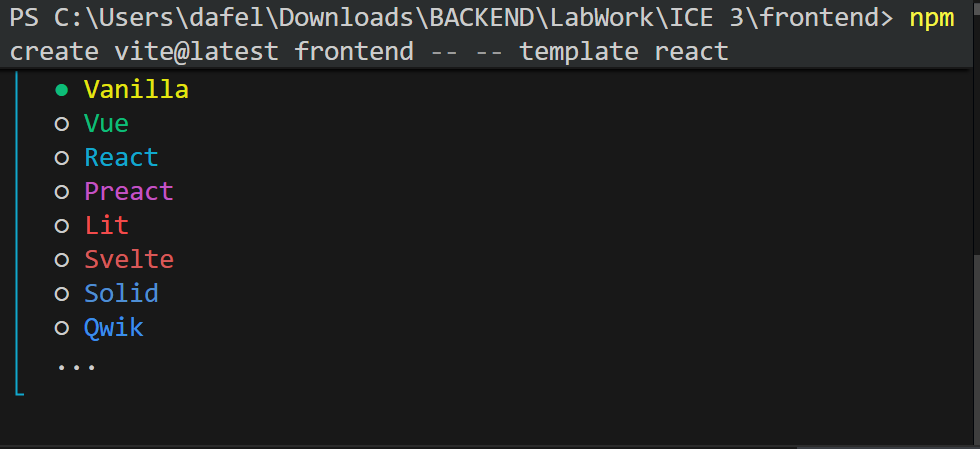 PS C:\Users\dafel\Downloads\BACKEND\LabWork\ICE 3\frontend> npm
create vite@latest frontend -- -- template react
● Vanilla
○ Vue
○ React
○ Preact
○ Lit
○ Svelte
○ Solid
○ Qwik
...